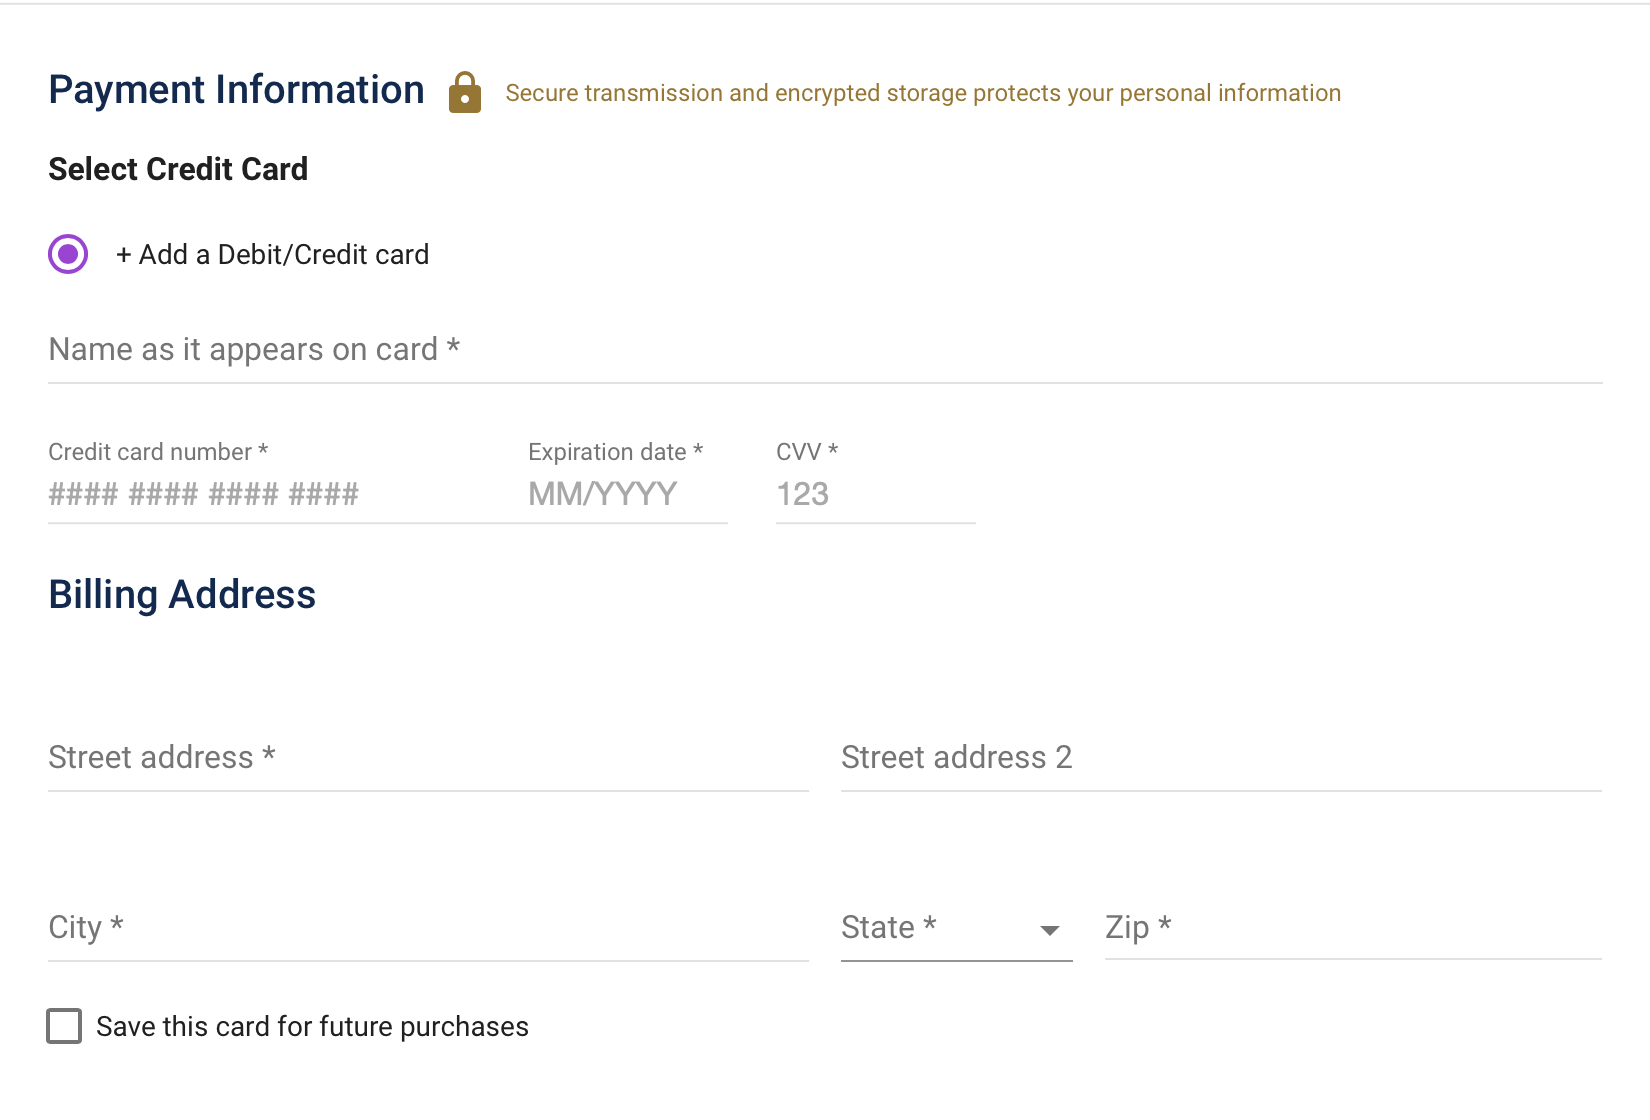 Payment Information
Secure transmission and encrypted storage protects your personal information
Select Credit Card
+ Add a Debit/Credit card
Name as it appears on card *
Credit card number * Expiration date * CVV *
#### #### #### #### MM/YYYY 123
Billing Address
Street address * Street address 2
City * State * Zip *
Save this card for future purchases